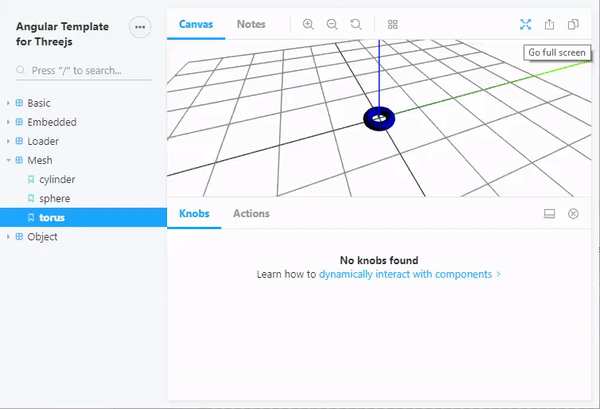 Angular Template
for Threejs
Press "/" to search...
Basic
Embedded
Loader
Mesh
cylinder
sphere
torus
Object
Canvas
Notes
Go full screen
Knobs
Actions
No knobs found
Learn how to dynamically interact with components